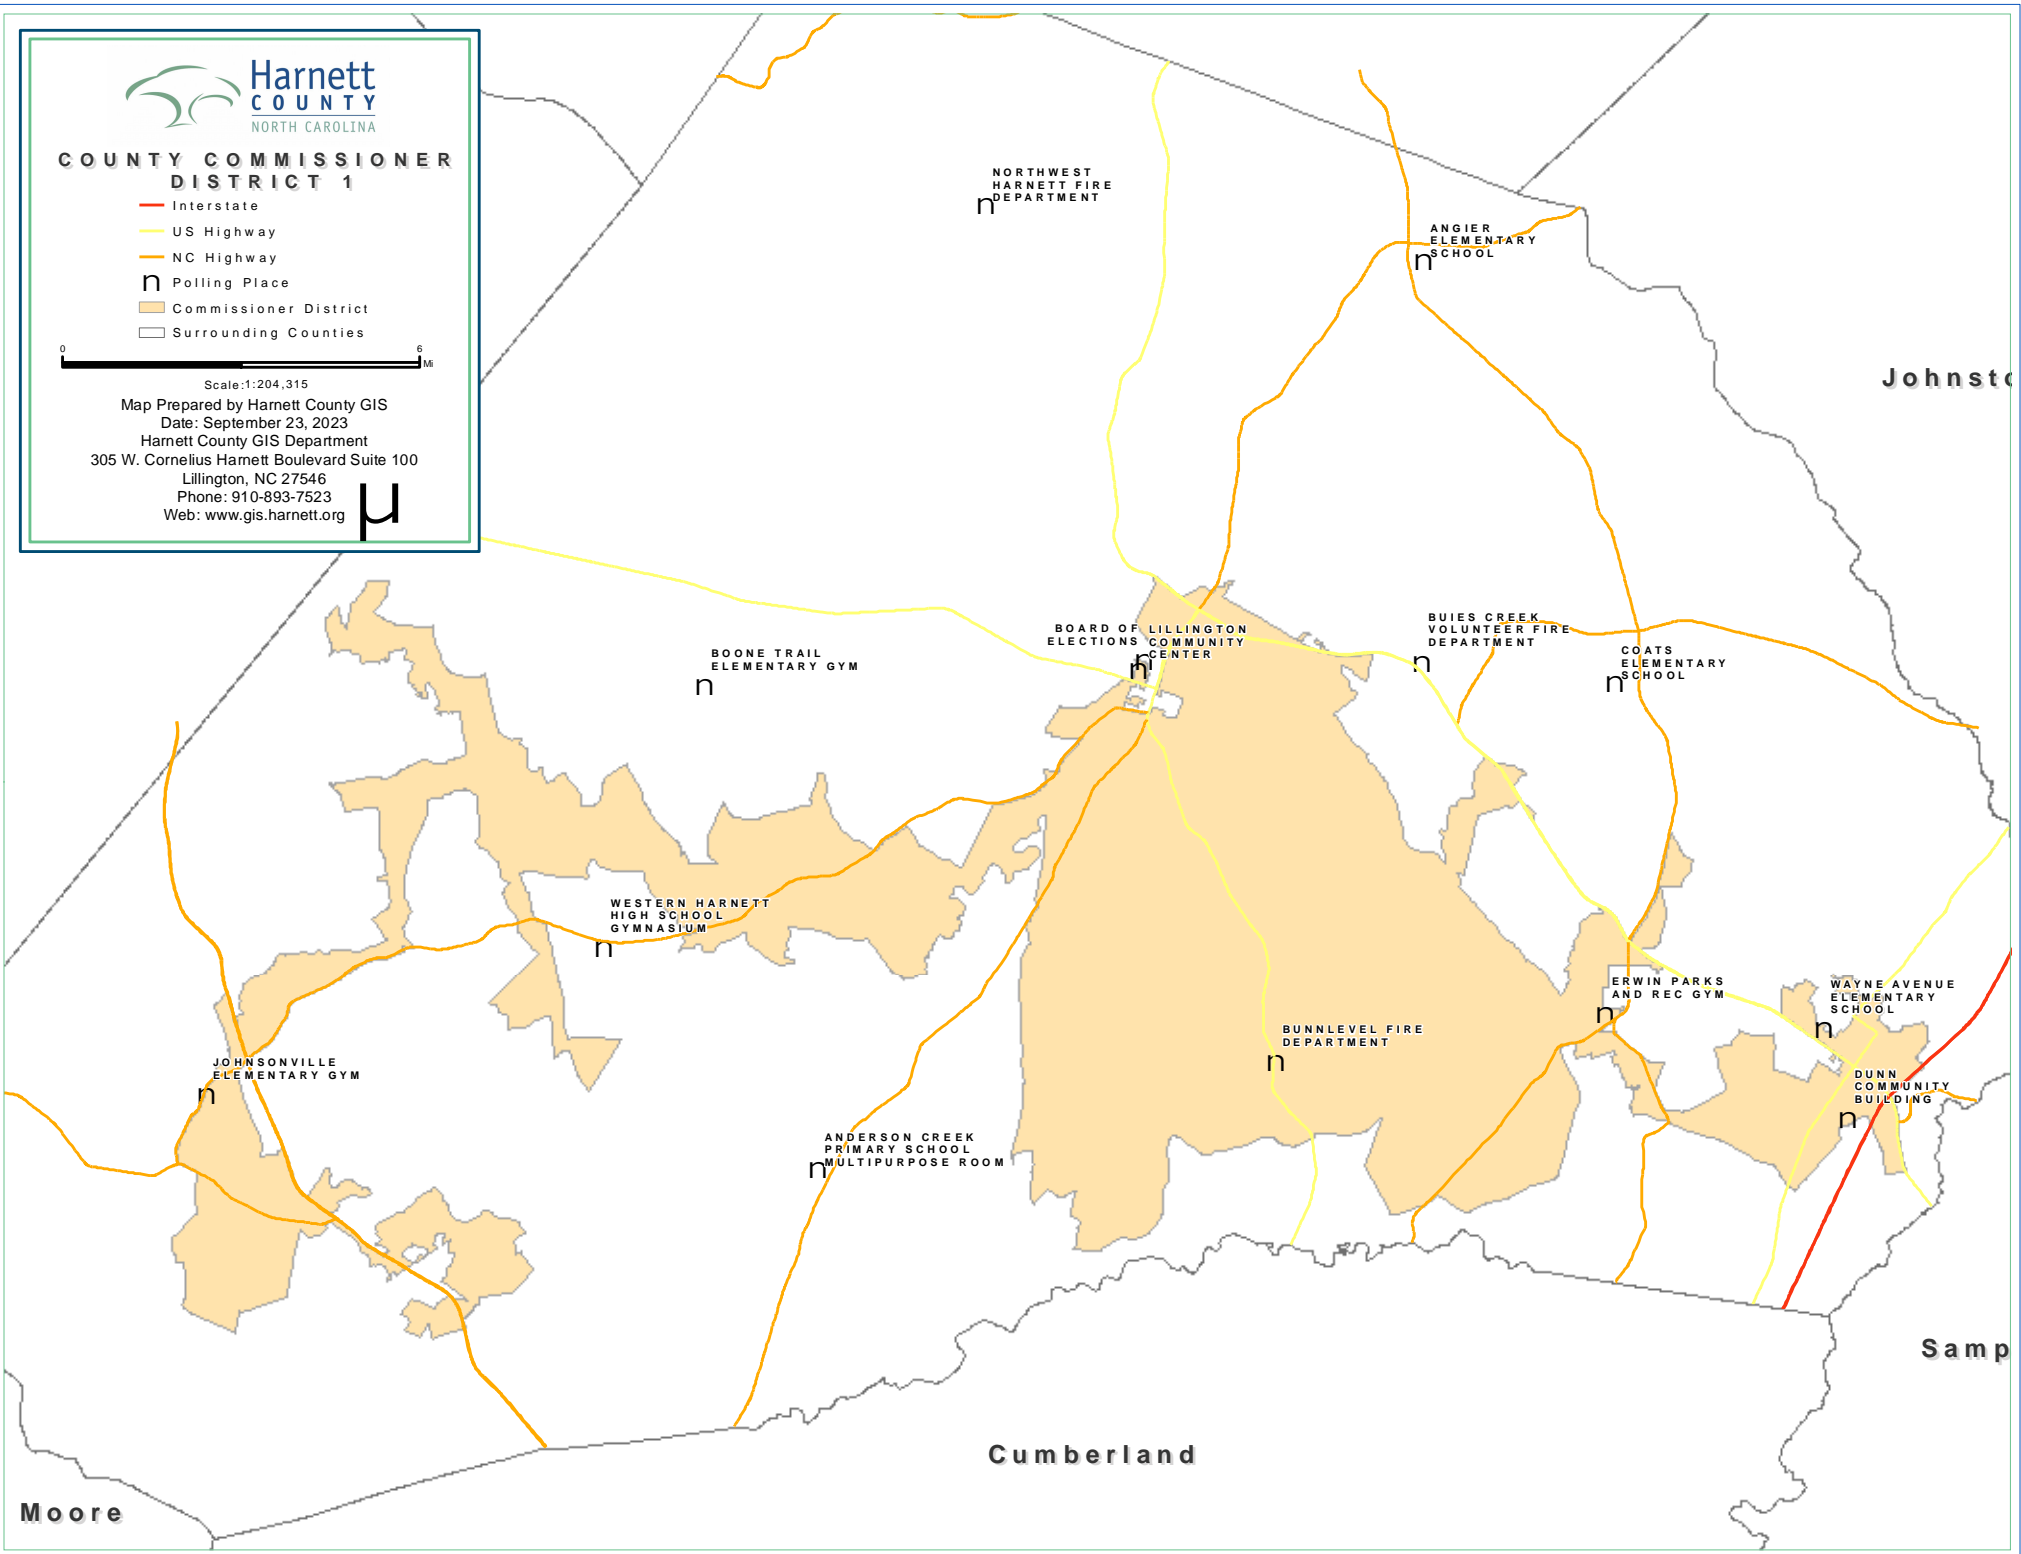 Harnett
COUNTY
NORTH CAROLINA
COUNTY COMMISSIONER
DISTRICT 1
Interstate
US Highway
NC Highway
n Polling Place
Commissioner District
Surrounding Counties
0 6
Mi
Scale:1:204,315
Map Prepared by Harnett County GIS
Date: September 23, 2023
Harnett County GIS Department
305 W. Cornelius Harnett Boulevard Suite 100
Lillington, NC 27546
Phone: 910-893-7523
Web: www.gis.harnett.org
µ
NORTHWEST
HARNETT FIRE
DEPARTMENT
n
ANGIER
ELEMENTARY
SCHOOL
n
Johnsto
BOARD OF
ELECTIONS
n
LILLINGTON
COMMUNITY
CENTER
n
BUIES CREEK
VOLUNTEER FIRE
DEPARTMENT
n
COATS
ELEMENTARY
SCHOOL
n
BOONE TRAIL
ELEMENTARY GYM
n
WESTERN HARNETT
HIGH SCHOOL
GYMNASIUM
n
ERWIN PARKS
AND REC GYM
n
WAYNE AVENUE
ELEMENTARY
SCHOOL
n
BUNNLEVEL FIRE
DEPARTMENT
n
JOHNSONVILLE
ELEMENTARY GYM
n
DUNN
COMMUNITY
BUILDING
n
ANDERSON CREEK
PRIMARY SCHOOL
MULTIPURPOSE ROOM
n
Samp
Cumberland
Moore